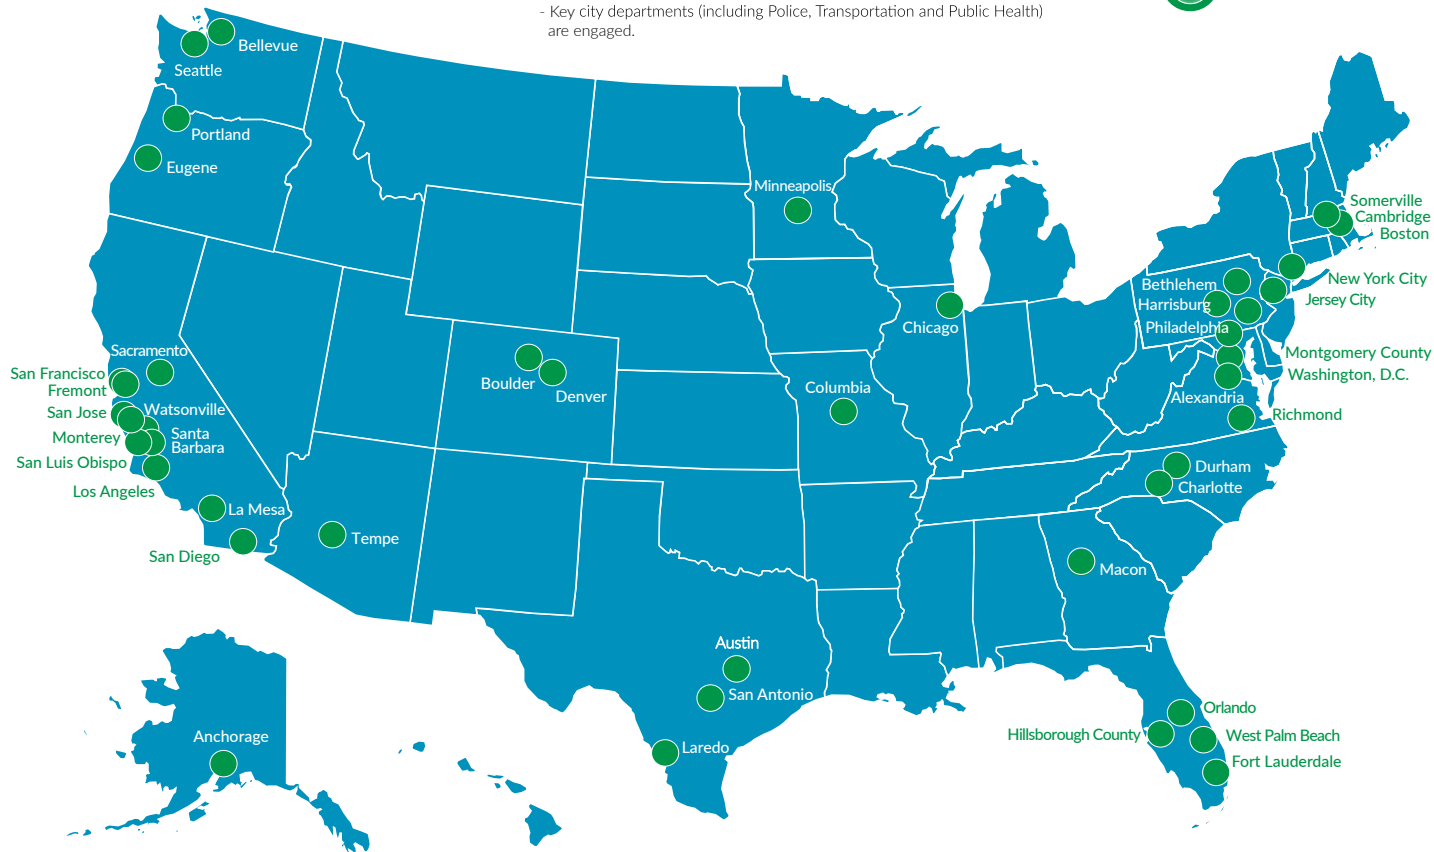 - Key city departments (including Police, Transportation and Public Health)
are engaged.
Bellevue
Seattle
Portland
Eugene
Minneapolis
Somerville
Cambridge
Boston
New York City
Bethlehem
Jersey City
Harrisburg
Philadelphia
Chicago
Sacramento
Montgomery County
San Francisco
Washington, D.C.
Fremont
Boulder
Denver
Columbia
Alexandria
San Jose
Watsonville
Richmond
Monterey
Santa
Barbara
San Luis Obispo
Durham
Charlotte
Los Angeles
La Mesa
San Diego
Tempe
Macon
Austin
San Antonio
Orlando
Anchorage
Hillsborough County
West Palm Beach
Laredo
Fort Lauderdale